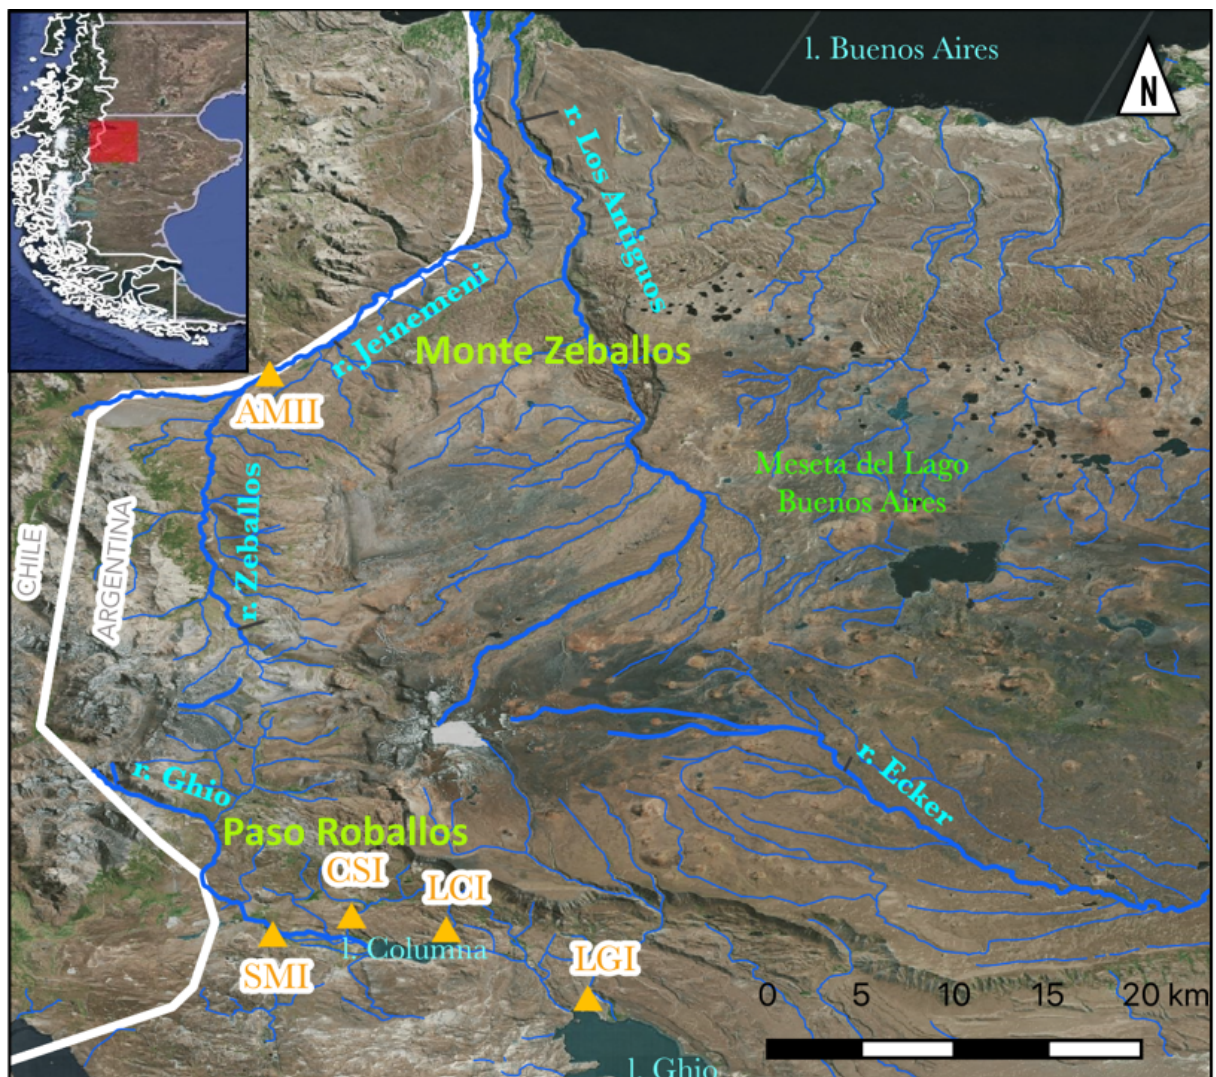 l. Buenos Aires
N
r. Los Antiguos
r. Jeinemeni
Monte Zeballos
AMII
r. Zeballos
Meseta del Lago
Buenos Aires
CHILE
ARGENTINA
r. Ghio
r. Ecker
Paso Roballos
CSI
LCI
l. Columna
SMI
LGI
0 5 10 15 20 km
l. Ghio